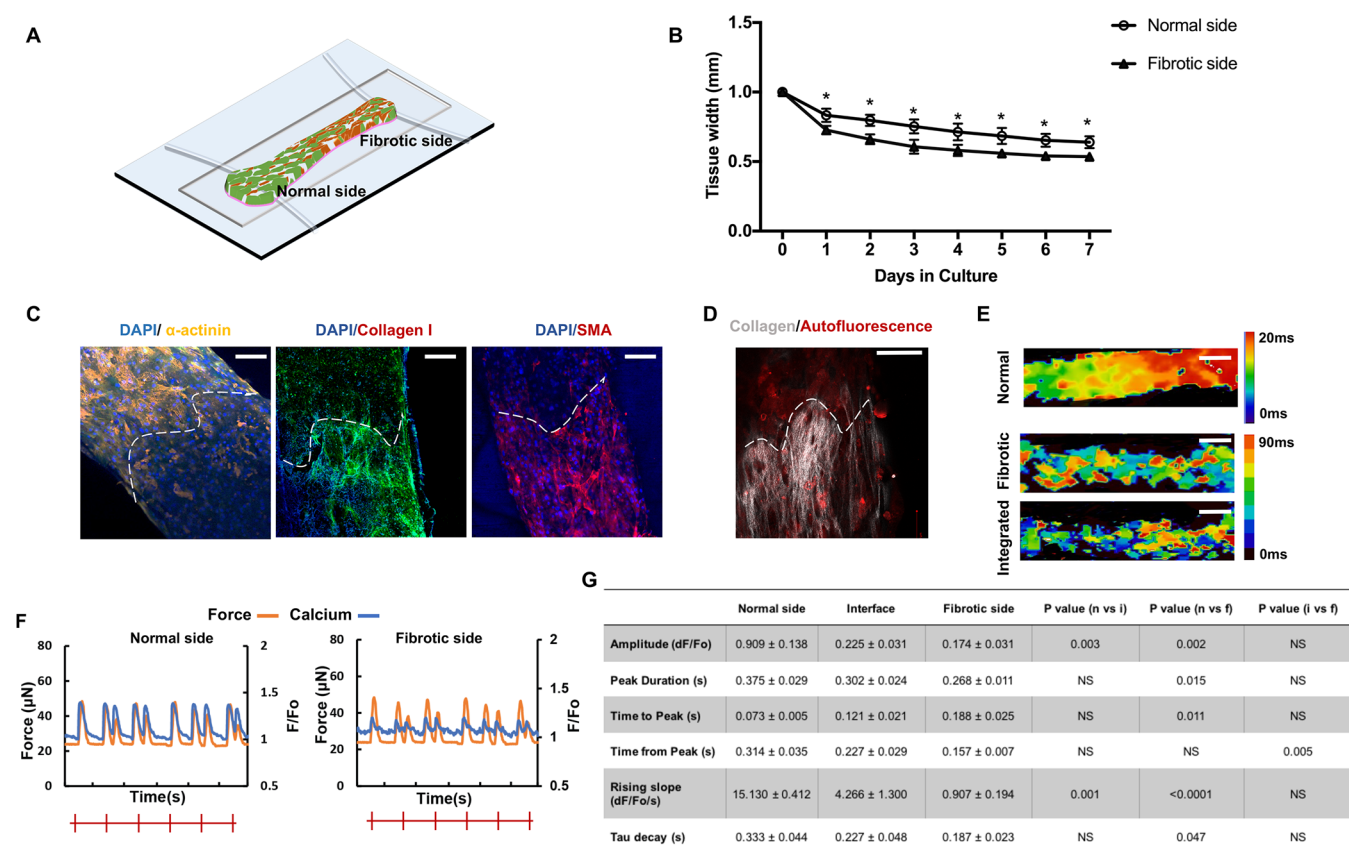 A
Fibrotic side
Normal side
B
1.5
1.0
0.5
0.0
Tissue width (mm)
* * * * * * *
0 1 2 3 4 5 6 7
Days in Culture
Normal side
Fibrotic side
C
DAPI/ α-actinin
DAPI/Collagen I
DAPI/SMA
D
Collagen/Autofluorescence
E
Normal
20ms
0ms
Fibrotic
Integrated
90ms
0ms
F
Force
Calcium
Normal side
80
60
40
20
0
Force (µN)
2
1.5
1
0.5
F/Fo
Time(s)
Fibrotic side
80
60
40
20
0
Force (µN)
2
1.5
1
0.5
F/Fo
Time(s)
G
Normal side Interface Fibrotic side P value (n vs i) P value (n vs f) P value (i vs f)
Amplitude (dF/Fo) 0.909 ± 0.138 0.225 ± 0.031 0.174 ± 0.031 0.003 0.002 NS
Peak Duration (s) 0.375 ± 0.029 0.302 ± 0.024 0.268 ± 0.011 NS 0.015 NS
Time to Peak (s) 0.073 ± 0.005 0.121 ± 0.021 0.188 ± 0.025 NS 0.011 NS
Time from Peak (s) 0.314 ± 0.035 0.227 ± 0.029 0.157 ± 0.007 NS NS 0.005
Rising slope
(dF/Fo/s) 15.130 ± 0.412 4.266 ± 1.300 0.907 ± 0.194 0.001 <0.0001 NS
Tau decay (s) 0.333 ± 0.044 0.227 ± 0.048 0.187 ± 0.023 NS 0.047 NS